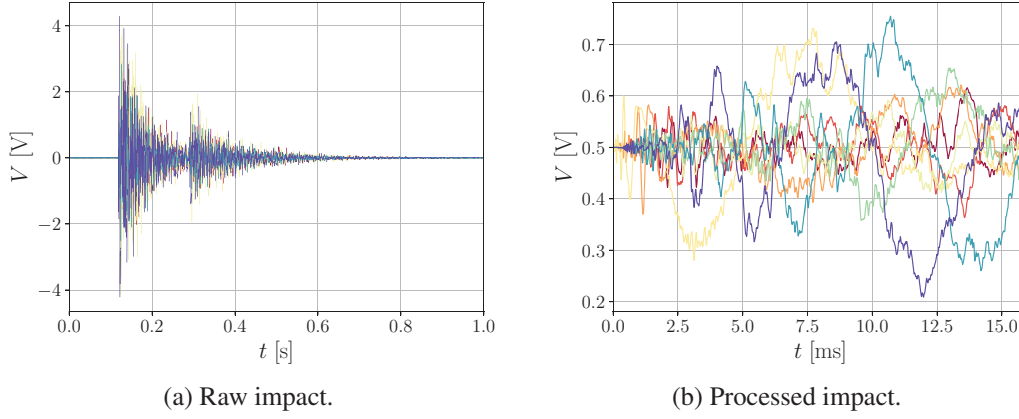 4
2
0
−2
−4
V [V]
0.0 0.2 0.4 0.6 0.8 1.0
t [s]
(a) Raw impact.
0.7
0.6
0.5
0.4
0.3
0.2
V [V]
0.0 2.5 5.0 7.5 10.0 12.5 15.0
t [ms]
(b) Processed impact.